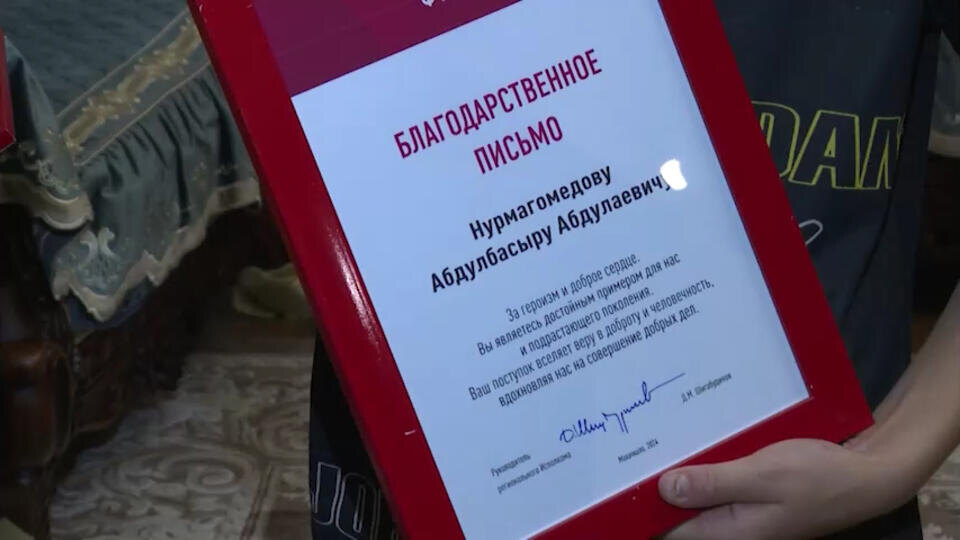 БЛАГОДАРСТВЕННОЕ
ПИСЬМО
Нурмагомедову
Абдулбасыру Абдулаевичу
За героизм и доброе сердце.
Вы являетесь достойным примером для нас
и подрастающего поколения.
Ваш поступок вселяет веру в доброту и человечность,
вдохновляя нас на совершение добрых дел.
Руководитель
регионального Исполкома
Д.М. Шигабудинов
Махачкала, 2024